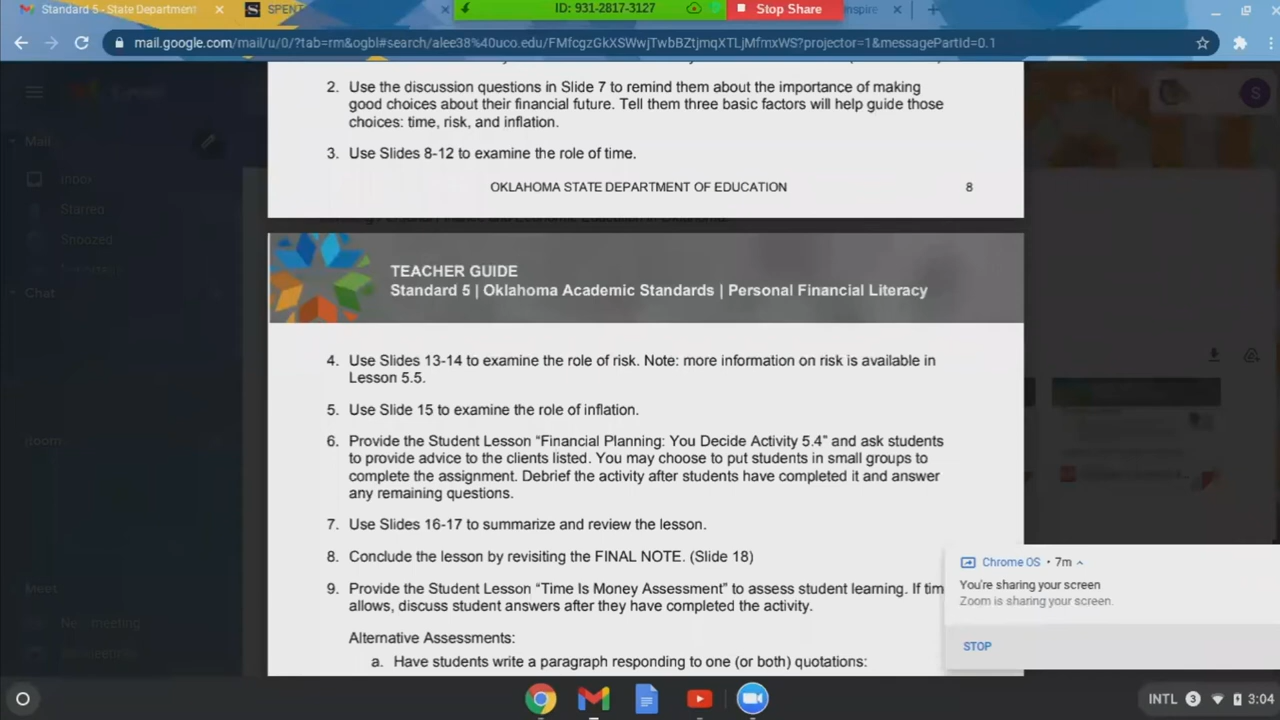 Standard 5 - State Department
SPENT
ID: 931-2817-3127
Stop Share
nspire
mail.google.com/mail/u/0/?tab=rm&ogbl#search/alee38%40uco.edu/FMfcgzGkXSWwjTwbBZtjmqXTLjMfmxWS?projector=1&messagePartId=0.1
2. Use the discussion questions in Slide 7 to remind them about the importance of making
good choices about their financial future. Tell them three basic factors will help guide those
choices: time, risk, and inflation.
3. Use Slides 8-12 to examine the role of time.
OKLAHOMA STATE DEPARTMENT OF EDUCATION 8
TEACHER GUIDE
Standard 5 | Oklahoma Academic Standards | Personal Financial Literacy
4. Use Slides 13-14 to examine the role of risk. Note: more information on risk is available in
Lesson 5.5.
5. Use Slide 15 to examine the role of inflation.
6. Provide the Student Lesson “Financial Planning: You Decide Activity 5.4” and ask students
to provide advice to the clients listed. You may choose to put students in small groups to
complete the assignment. Debrief the activity after students have completed it and answer
any remaining questions.
7. Use Slides 16-17 to summarize and review the lesson.
8. Conclude the lesson by revisiting the FINAL NOTE. (Slide 18)
9. Provide the Student Lesson “Time Is Money Assessment” to assess student learning. If tim
allows, discuss student answers after they have completed the activity.
Alternative Assessments:
a. Have students write a paragraph responding to one (or both) quotations:
Mail
Inbox
Starred
Snoozed
Chat
Meet
New meeting
S
Chrome OS • 7m
You're sharing your screen
Zoom is sharing your screen.
STOP
INTL 3 3:04